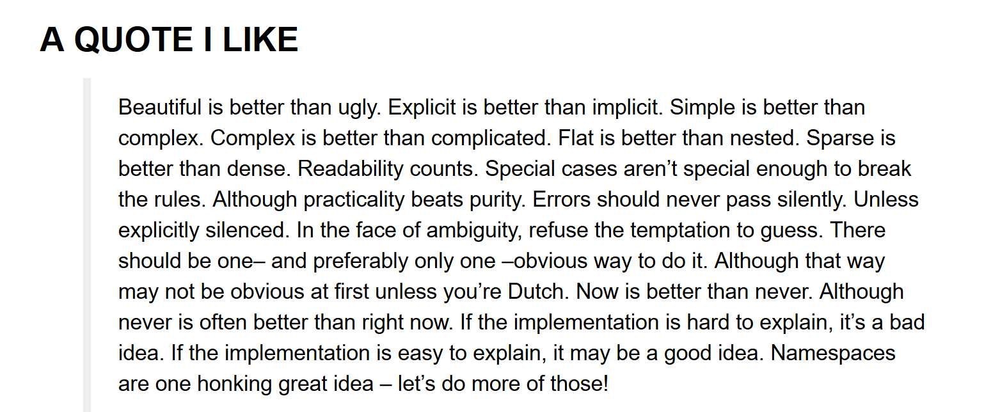 A QUOTE I LIKE
Beautiful is better than ugly. Explicit is better than implicit. Simple is better than
complex. Complex is better than complicated. Flat is better than nested. Sparse is
better than dense. Readability counts. Special cases aren’t special enough to break
the rules. Although practicality beats purity. Errors should never pass silently. Unless
explicitly silenced. In the face of ambiguity, refuse the temptation to guess. There
should be one– and preferably only one –obvious way to do it. Although that way
may not be obvious at first unless you’re Dutch. Now is better than never. Although
never is often better than right now. If the implementation is hard to explain, it’s a bad
idea. If the implementation is easy to explain, it may be a good idea. Namespaces
are one honking great idea – let’s do more of those!